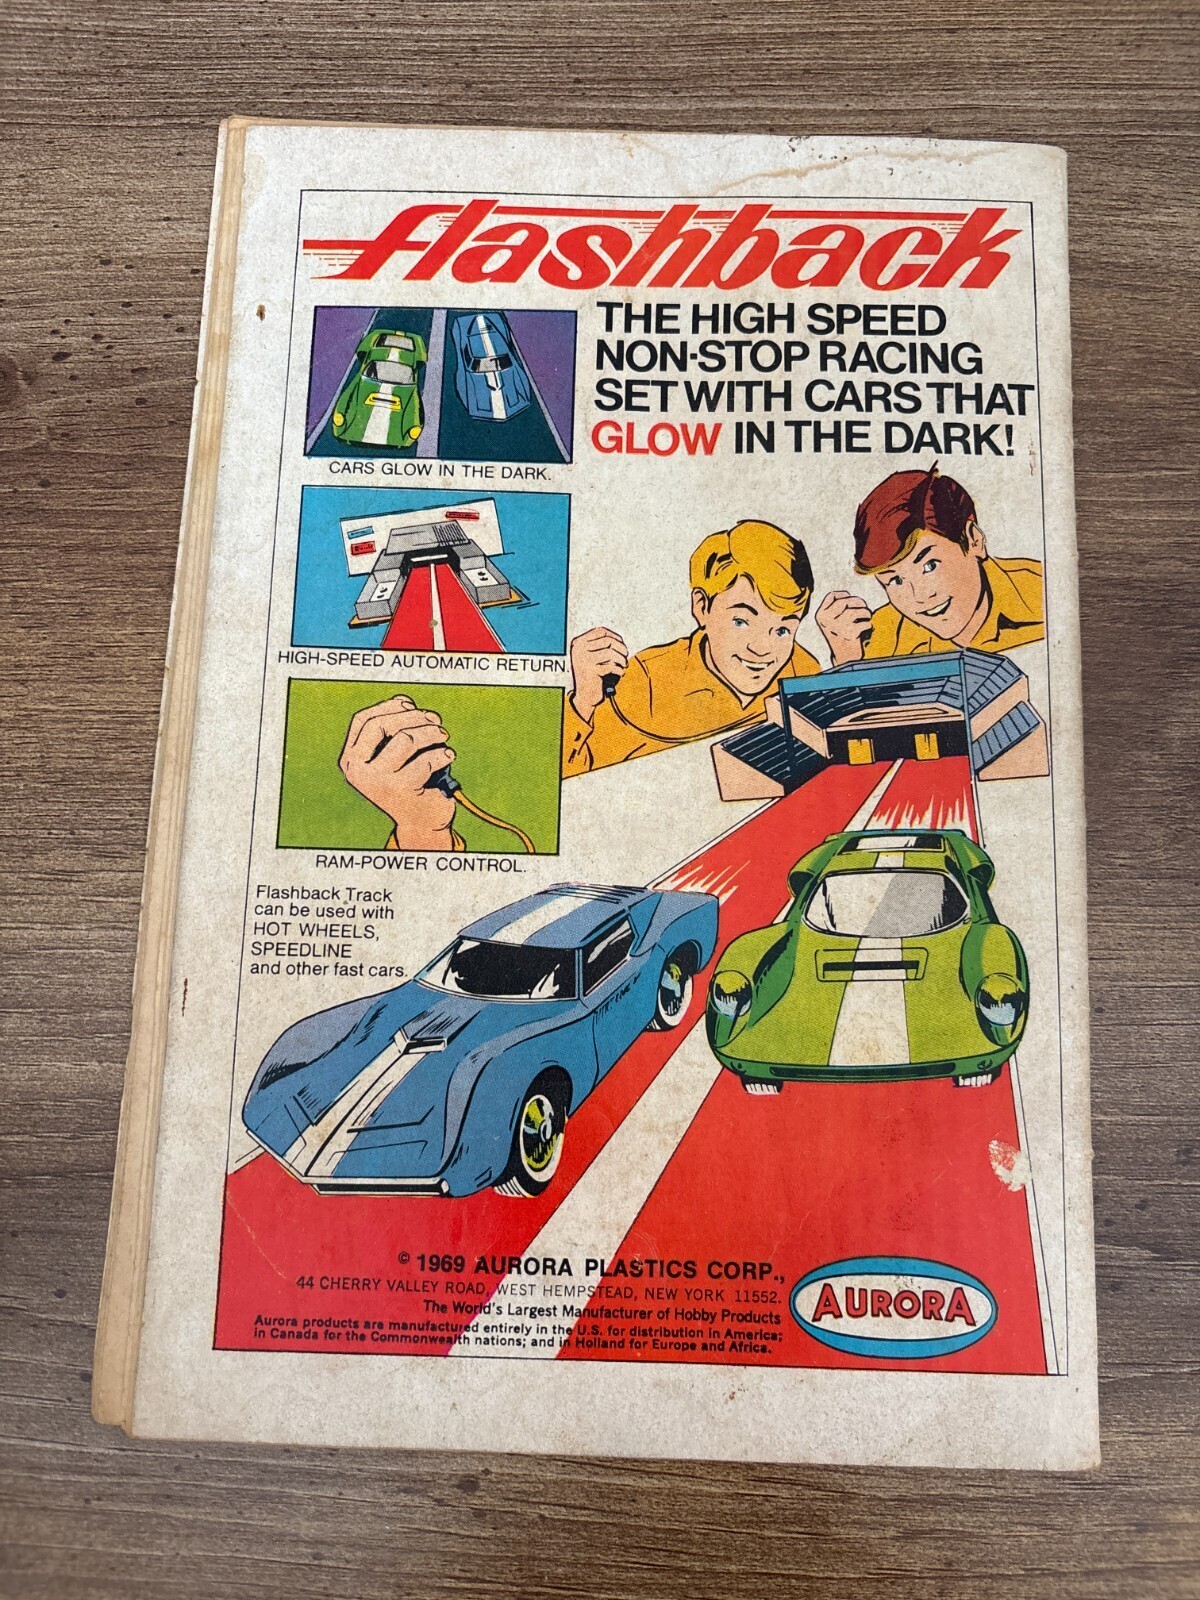 flashback
THE HIGH SPEED
NON-STOP RACING
SET WITH CARS THAT
GLOW IN THE DARK!
CARS GLOW IN THE DARK.
HIGH-SPEED AUTOMATIC RETURN.
RAM-POWER CONTROL.
Flashback Track
can be used with
HOT WHEELS,
SPEEDLINE
and other fast cars.
© 1969 AURORA PLASTICS CORP.,
44 CHERRY VALLEY ROAD, WEST HEMPSTEAD, NEW YORK 11552.
The World's Largest Manufacturer of Hobby Products
Aurora products are manufactured entirely in the U.S. for distribution in America;
in Canada for the Commonwealth nations; and in Holland for Europe and Africa.
AURORA